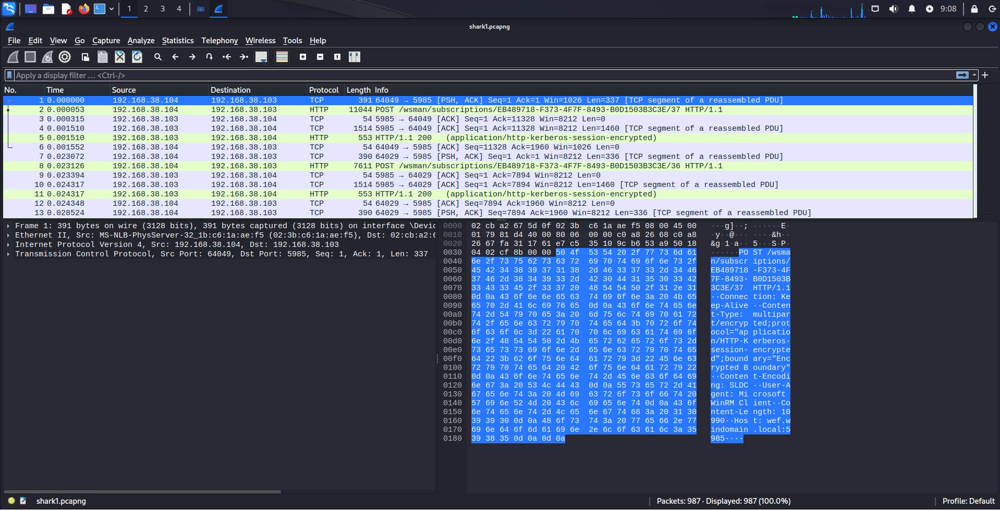 1 2 3 4 9:08
shark1.pcapng
File Edit View Go Capture Analyze Statistics Telephony Wireless Tools Help
Apply a display filter … <Ctrl-/>
No. Time Source Destination Protocol Length Info
1 0.000000 192.168.38.104 192.168.38.103 TCP 391 64049 → 5985 [PSH, ACK] Seq=1 Ack=1 Win=1026 Len=337 [TCP segment of a reassembled PDU]
2 0.000053 192.168.38.104 192.168.38.103 HTTP 11044 POST /wsman/subscriptions/EB489718-F373-4F7F-8493-B0D1503B3C3E/37 HTTP/1.1
3 0.000315 192.168.38.103 192.168.38.104 TCP 54 5985 → 64049 [ACK] Seq=1 Ack=11328 Win=8212 Len=0
4 0.001510 192.168.38.103 192.168.38.104 TCP 1514 5985 → 64049 [ACK] Seq=1 Ack=11328 Win=8212 Len=1460 [TCP segment of a reassembled PDU]
5 0.001510 192.168.38.103 192.168.38.104 HTTP 553 HTTP/1.1 200 (application/http-kerberos-session-encrypted)
6 0.001552 192.168.38.104 192.168.38.103 TCP 54 64049 → 5985 [ACK] Seq=11328 Ack=1960 Win=1026 Len=0
7 0.023072 192.168.38.104 192.168.38.103 TCP 390 64029 → 5985 [PSH, ACK] Seq=1 Ack=1 Win=8212 Len=336 [TCP segment of a reassembled PDU]
8 0.023126 192.168.38.104 192.168.38.103 HTTP 7611 POST /wsman/subscriptions/EB489718-F373-4F7F-8493-B0D1503B3C3E/36 HTTP/1.1
9 0.023394 192.168.38.103 192.168.38.104 TCP 54 5985 → 64029 [ACK] Seq=1 Ack=7894 Win=8212 Len=0
10 0.024317 192.168.38.103 192.168.38.104 TCP 1514 5985 → 64029 [ACK] Seq=1 Ack=7894 Win=8212 Len=1460 [TCP segment of a reassembled PDU]
11 0.024317 192.168.38.103 192.168.38.104 HTTP 553 HTTP/1.1 200 (application/http-kerberos-session-encrypted)
12 0.024348 192.168.38.104 192.168.38.103 TCP 54 64029 → 5985 [ACK] Seq=7894 Ack=1960 Win=8212 Len=0
13 0.028524 192.168.38.104 192.168.38.103 TCP 390 64029 → 5985 [PSH, ACK] Seq=7894 Ack=1960 Win=8212 Len=336 [TCP segment of a reassembled PDU]
Frame 1: 391 bytes on wire (3128 bits), 391 bytes captured (3128 bits) on interface \Devic
Ethernet II, Src: MS-NLB-PhysServer-32_1b:c6:1a:ae:f5 (02:3b:c6:1a:ae:f5), Dst: 02:cb:a2:6
Internet Protocol Version 4, Src: 192.168.38.104, Dst: 192.168.38.103
Transmission Control Protocol, Src Port: 64049, Dst Port: 5985, Seq: 1, Ack: 1, Len: 337
0000 02 cb a2 67 5d 0f 02 3b c6 1a ae f5 08 00 45 00 ···g]··; ······E·
0010 01 79 81 d4 40 00 80 06 00 00 c0 a8 26 68 c0 a8 ·y··@··· ····&h··
0020 26 67 fa 31 17 61 e7 c5 35 10 9c b6 53 a9 50 18 &g·1·a·· 5···S·P·
0030 04 02 cf 8b 00 00 50 4f 53 54 20 2f 77 73 6d 61 ······PO ST /wsma
0040 6e 2f 73 75 62 73 63 72 69 70 74 69 6f 6e 73 2f n/subscr iptions/
0050 45 42 34 38 39 37 31 38 2d 46 33 37 33 2d 34 46 EB489718 -F373-4F
0060 37 46 2d 38 34 39 33 2d 42 30 44 31 35 30 33 42 7F-8493- B0D1503B
0070 33 43 33 45 2f 33 37 20 48 54 54 50 2f 31 2e 31 3C3E/37 HTTP/1.1
0080 0d 0a 43 6f 6e 6e 65 63 74 69 6f 6e 3a 20 4b 65 ··Connec tion: Ke
0090 65 70 2d 41 6c 69 76 65 0d 0a 43 6f 6e 74 65 6e ep-Alive ··Conten
00a0 74 2d 54 79 70 65 3a 20 6d 75 6c 74 69 70 61 72 t-Type: multipar
00b0 74 2f 65 6e 63 72 79 70 74 65 64 3b 70 72 6f 74 t/encryp ted;prot
00c0 6f 63 6f 6c 3d 22 61 70 70 6c 69 63 61 74 69 6f ocol="ap plicatio
00d0 6e 2f 48 54 54 50 2d 4b 65 72 62 65 72 6f 73 2d n/HTTP-K erberos-
00e0 73 65 73 73 69 6f 6e 2d 65 6e 63 72 79 70 74 65 session- encrypte
00f0 64 22 3b 62 6f 75 6e 64 61 72 79 3d 22 45 6e 63 d";bound ary="Enc
0100 72 79 70 74 65 64 20 42 6f 75 6e 64 61 72 79 22 rypted B oundary"
0110 0d 0a 43 6f 6e 74 65 6e 74 2d 45 6e 63 6f 64 69 ··Conten t-Encodi
0120 6e 67 3a 20 53 4c 44 43 0d 0a 55 73 65 72 2d 41 ng: SLDC ··User-A
0130 67 65 6e 74 3a 20 4d 69 63 72 6f 73 6f 66 74 20 gent: Mi crosoft
0140 57 69 6e 52 4d 20 43 6c 69 65 6e 74 0d 0a 43 6f WinRM Cl ient··Co
0150 6e 74 65 6e 74 2d 4c 65 6e 67 74 68 3a 20 31 30 ntent-Le ngth: 10
0160 39 39 30 0d 0a 48 6f 73 74 3a 20 77 65 66 2e 77 990··Hos t: wef.w
0170 69 6e 64 6f 6d 61 69 6e 2e 6c 6f 63 61 6c 3a 35 indomain .local:5
0180 39 38 35 0d 0a 0d 0a 985····
shark1.pcapng Packets: 987 · Displayed: 987 (100.0%) Profile: Default